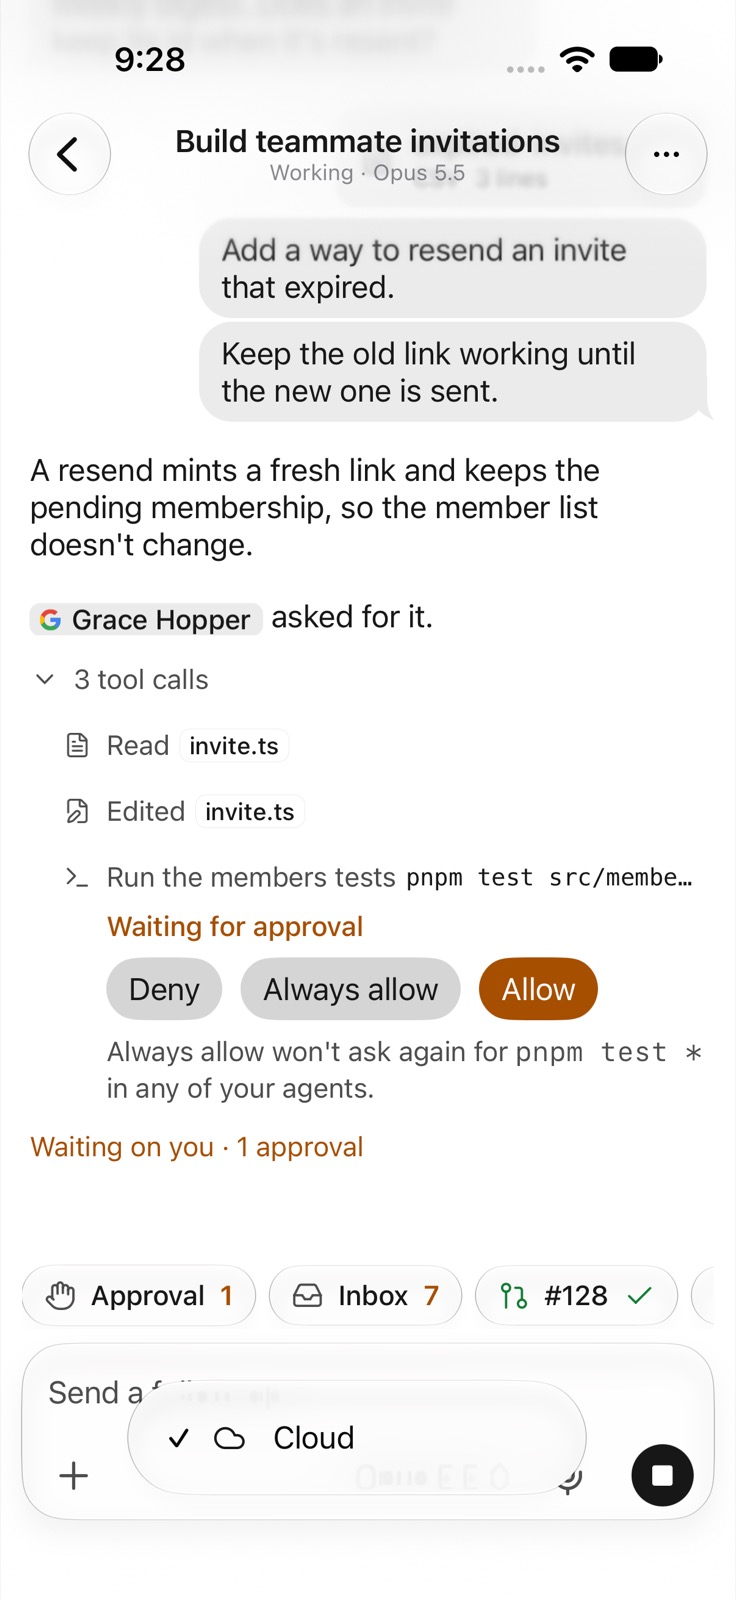 9:28
Build teammate invitations
Working · Opus 5.5
3 lines
Add a way to resend an invite
that expired.
Keep the old link working until
the new one is sent.
A resend mints a fresh link and keeps the
pending membership, so the member list
doesn't change.
Grace Hopper asked for it.
3 tool calls
Read invite.ts
Edited invite.ts
Run the members tests pnpm test src/membe…
Waiting for approval
Deny Always allow Allow
Always allow won't ask again for pnpm test *
in any of your agents.
Waiting on you · 1 approval
Approval 1 Inbox 7 #128
Send a
Cloud